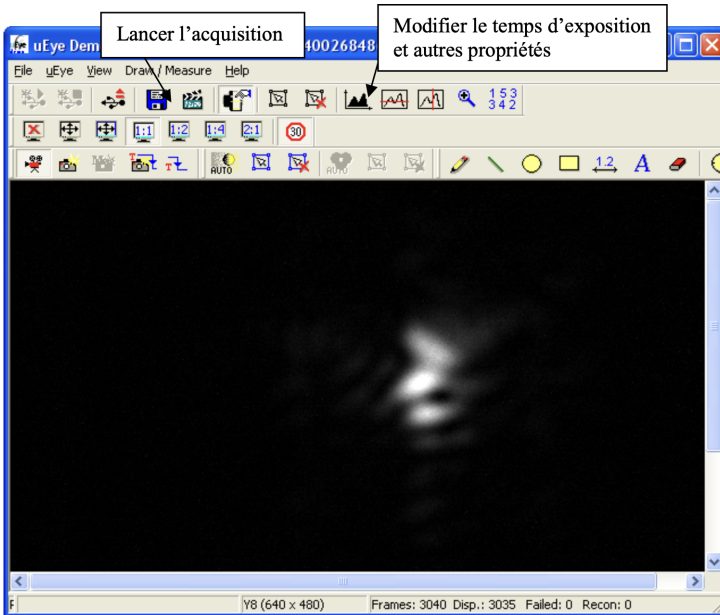 Lancer l'acquisition
Modifier le temps d'exposition
et autres propriétés
uEye Dem
40026848
File uEye View Draw / Measure Help
1 5 3
3 4 2
1:1 1:2 1:4 2:1 30
AUTO AUTO 1.2 A
Y8 (640 x 480) Frames: 3040 Disp.: 3035 Failed: 0 Recon: 0